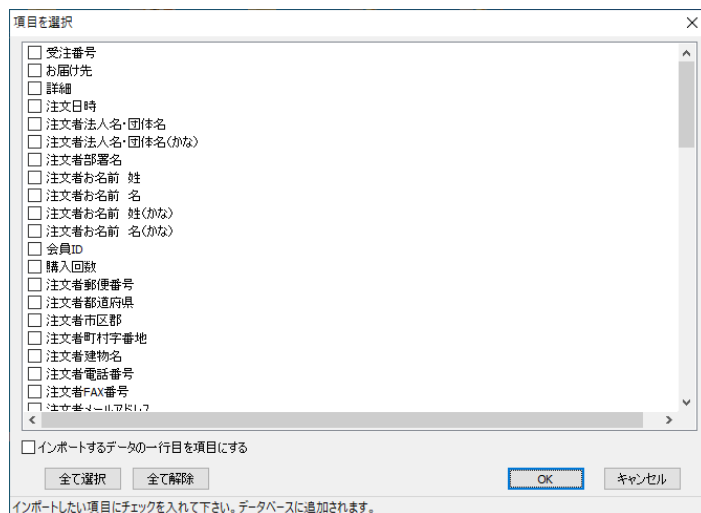 項目を選択
受注番号
お届け先
詳細
注文日時
注文者法人名・団体名
注文者法人名・団体名(かな)
注文者部署名
注文者お名前 姓
注文者お名前 名
注文者お名前 姓(かな)
注文者お名前 名(かな)
会員ID
購入回数
注文者郵便番号
注文者都道府県
注文者市区郡
注文者町村字番地
注文者建物名
注文者電話番号
注文者FAX番号
注文者メールアドレス
インポートするデータの一行目を項目にする
全て選択 全て解除 OK キャンセル
インポートしたい項目にチェックを入れて下さい。データベースに追加されます。